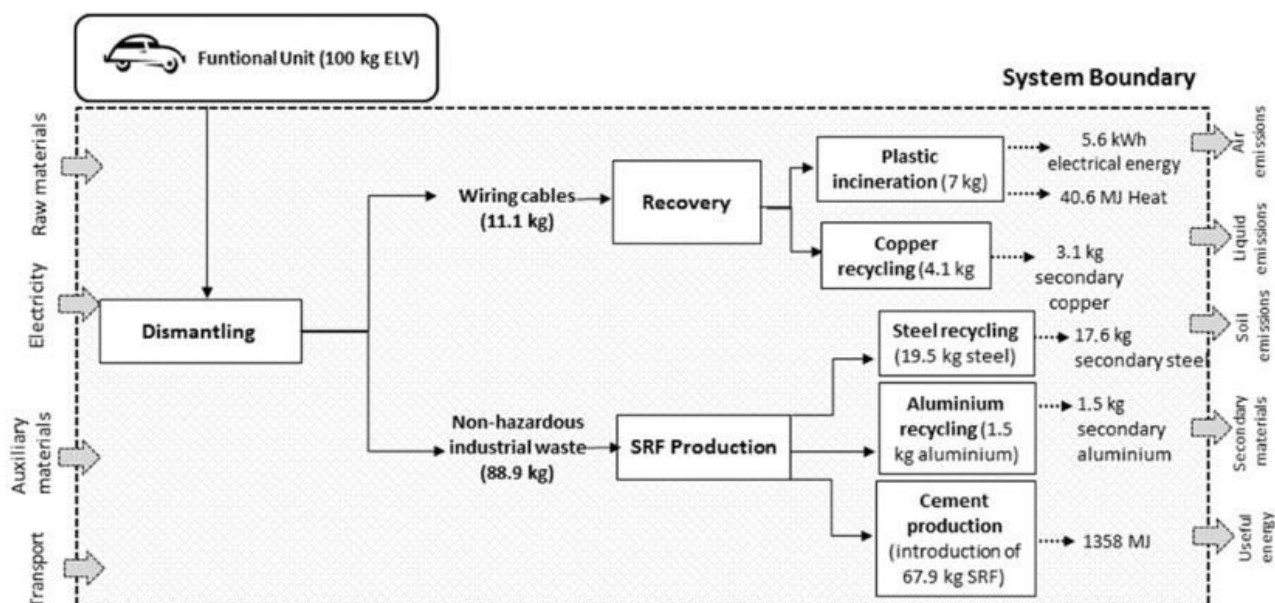 Funtional Unit (100 kg ELV)
System Boundary
Raw materials
Electricity
Auxiliary
materials
Transport
Dismantling
Wiring cables
(11.1 kg)
Recovery
Plastic
incineration (7 kg)
5.6 kWh
electrical energy
40.6 MJ Heat
Copper
recycling (4.1 kg
3.1 kg
secondary
copper
Non-hazardous
industrial waste
(88.9 kg)
SRF Production
Steel recycling
(19.5 kg steel)
17.6 kg
secondary steel
Aluminium
recycling (1.5
kg aluminium)
1.5 kg
secondary
aluminium
Cement
production
(introduction of
67.9 kg SRF)
1358 MJ
Air
emissions
Liquid
emissions
Soil
emissions
Secondary
materials
Useful
energy